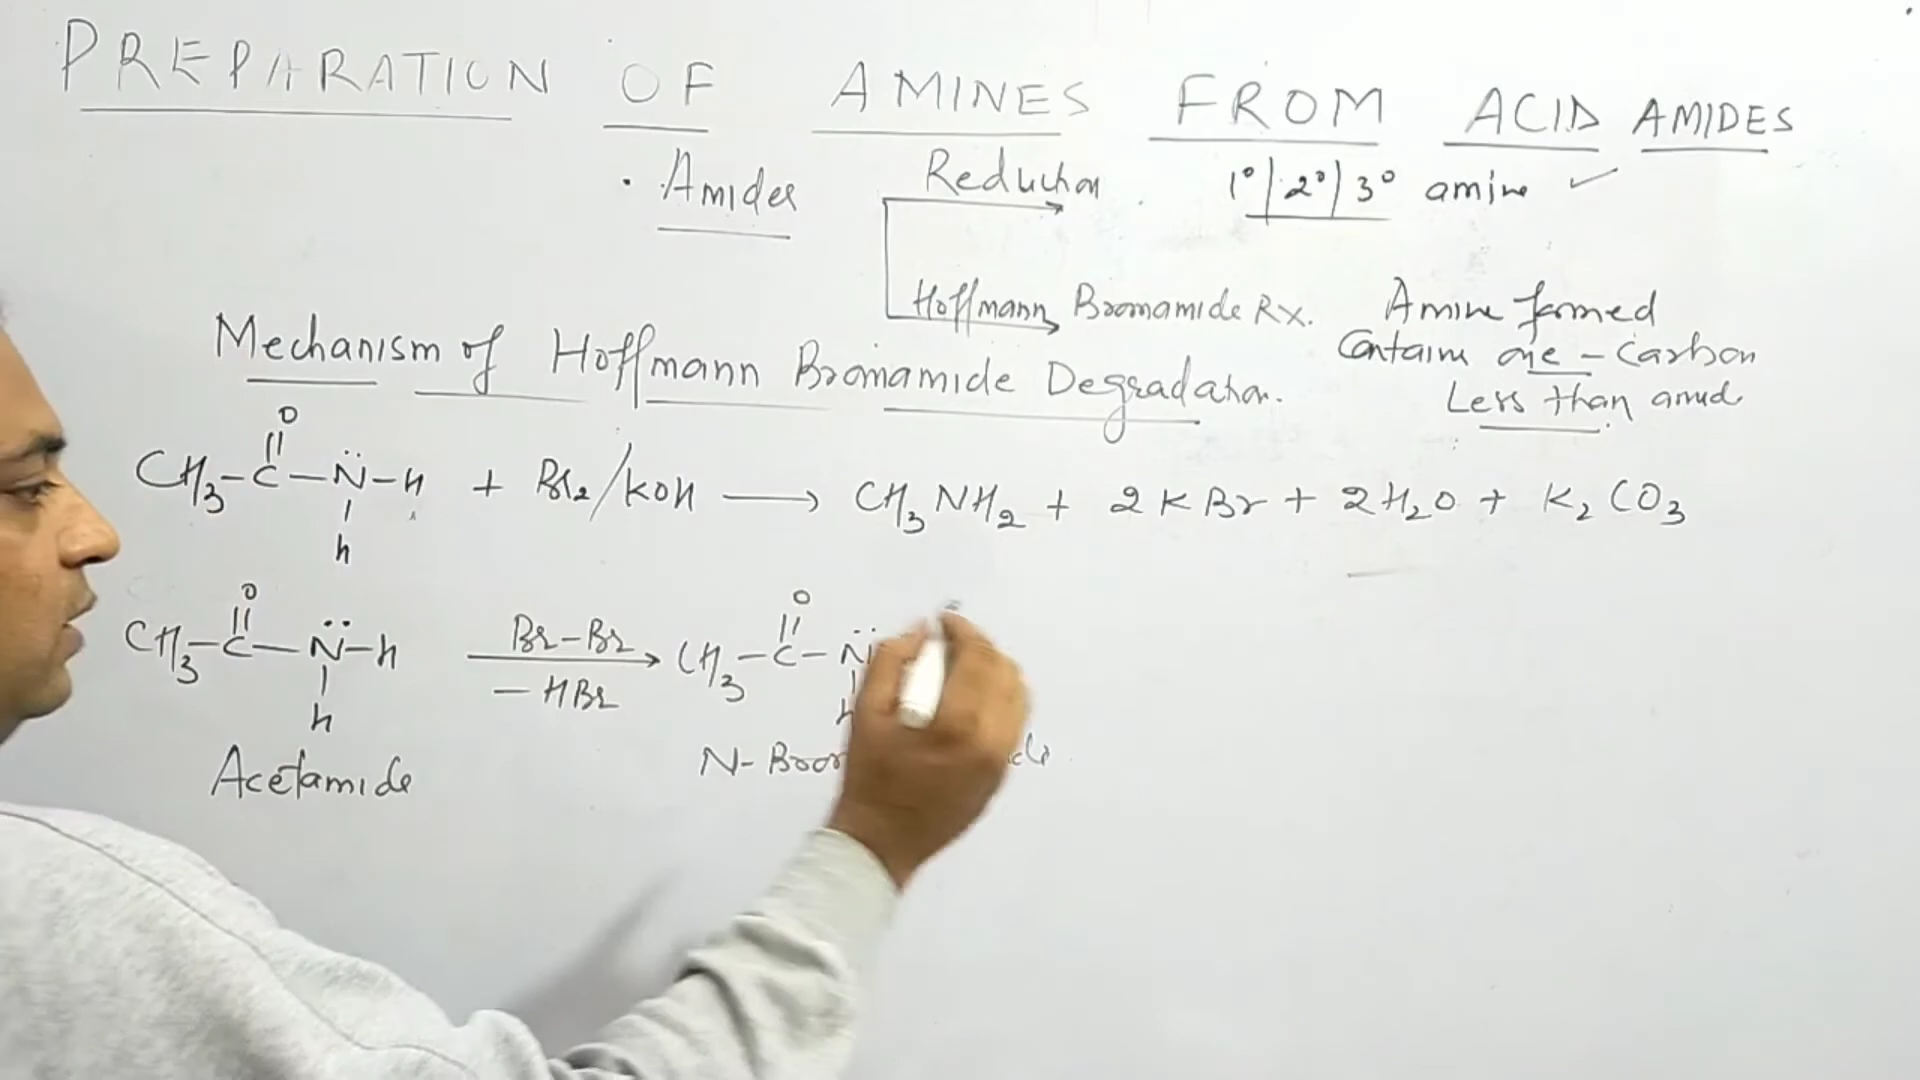 PREPARATION OF AMINES FROM ACID AMIDES
· Amides Reduction 1° | 2° | 3° amine ✓
Hoffmann Bromamide RX. Amine formed
Contains one - Carbon
Less than amid
Mechanism of Hoffmann Bromamide Degradation.
O
CH3-C-N-H + Br2/KOH → CH3NH2 + 2KBr + 2H2O + K2CO3
H
O Br-Br O
CH3-C-N-H → CH3-C-N
H - HBr H
Acetamide N-